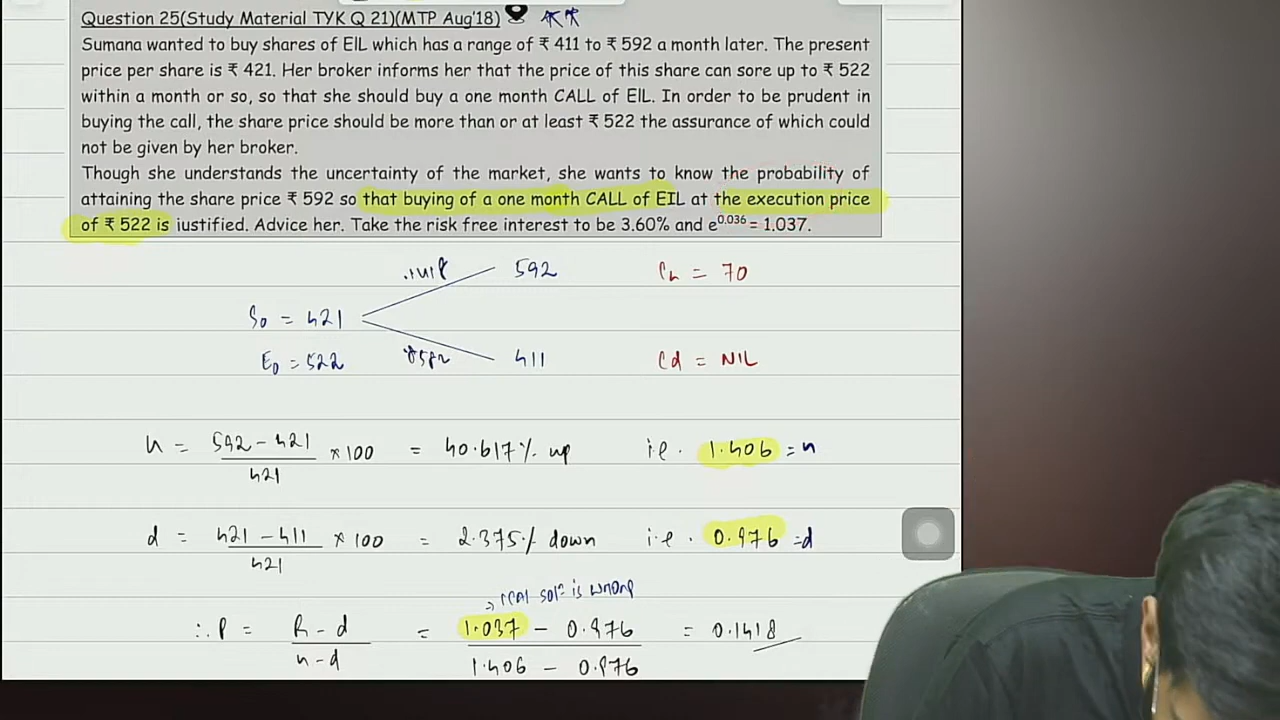 Question 25(Study Material TYK Q 21)(MTP Aug'18)
Sumana wanted to buy shares of EIL which has a range of ₹ 411 to ₹ 592 a month later. The present
price per share is ₹ 421. Her broker informs her that the price of this share can sore up to ₹ 522
within a month or so, so that she should buy a one month CALL of EIL. In order to be prudent in
buying the call, the share price should be more than or at least ₹ 522 the assurance of which could
not be given by her broker.
Though she understands the uncertainty of the market, she wants to know the probability of
attaining the share price ₹ 592 so that buying of a one month CALL of EIL at the execution price
of ₹ 522 is justified. Advice her. Take the risk free interest to be 3.60% and e^0.036 = 1.037.
.1418 592 Cu = 70
S0 = 421
E0 = 522 .8582 411 Cd = NIL
u = 592 - 421 / 421 × 100 = 40.617% up i.e. 1.406 = u
d = 421 - 411 / 421 × 100 = 2.375% down i.e. 0.976 = d
real sol is wrong
∴ P = R - d / u - d = 1.037 - 0.976 / 1.406 - 0.976 = 0.1418